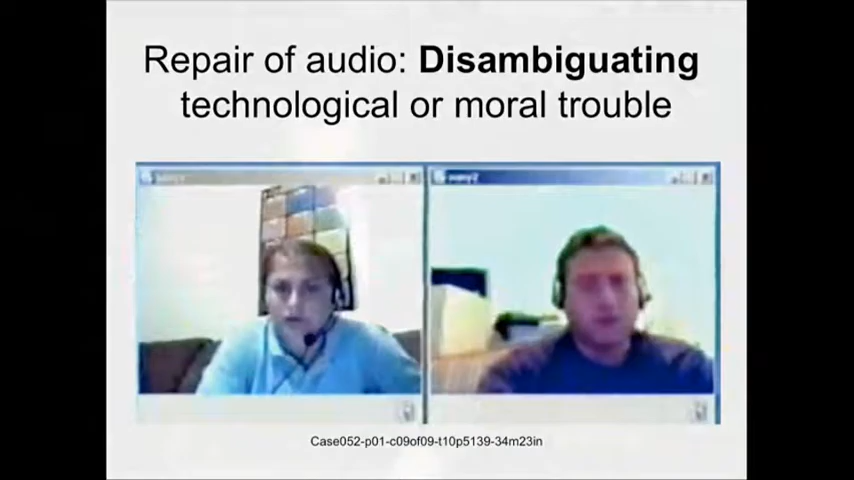 Repair of audio: Disambiguating
technological or moral trouble
Case052-p01-c09of09-t10p5139-34m23in